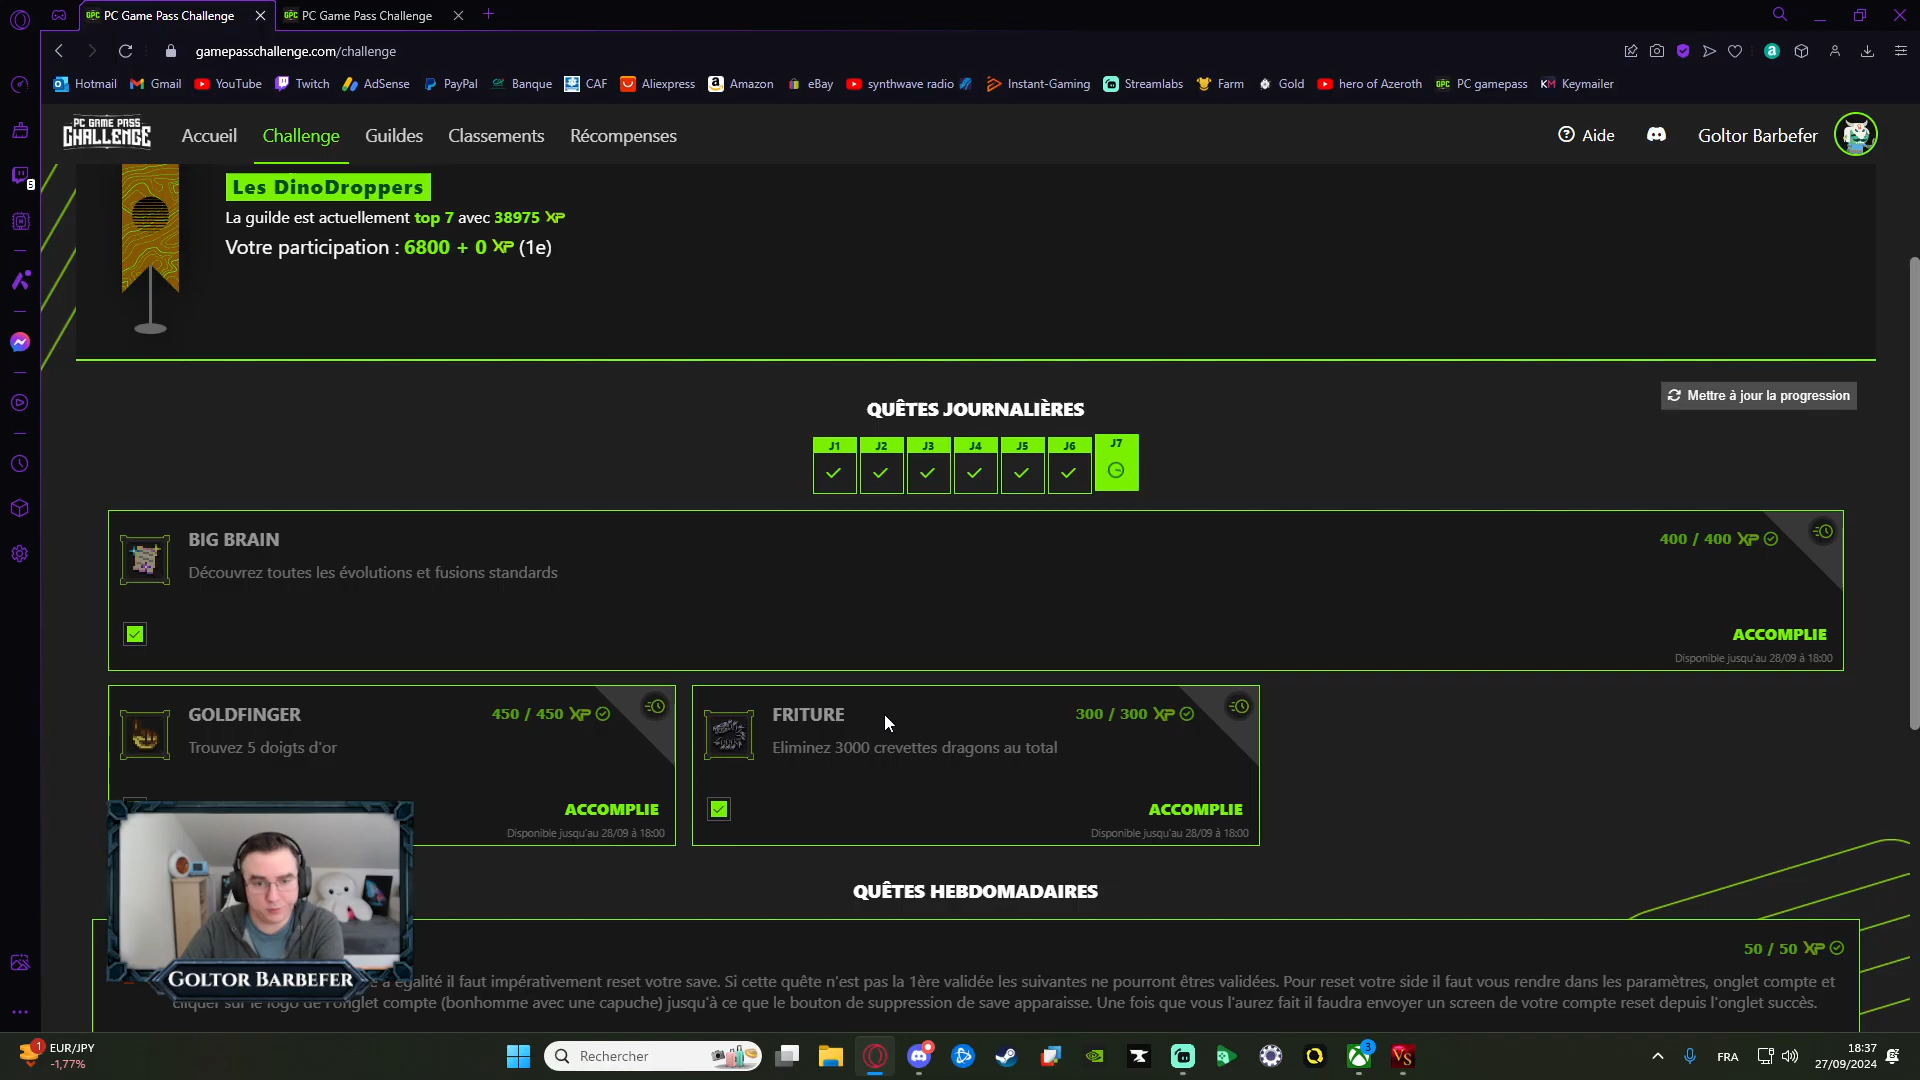 PC Game Pass Challenge
PC Game Pass Challenge
gamepasschallenge.com/challenge
Hotmail
Gmail
YouTube
Twitch
AdSense
PayPal
Banque
CAF
Aliexpress
Amazon
eBay
synthwave radio
Instant-Gaming
Streamlabs
Farm
Gold
hero of Azeroth
PC gamepass
Keymailer
PC GAME PASS
CHALLENGE
Accueil
Challenge
Guildes
Classements
Récompenses
Aide
Goltor Barbefer
Les DinoDroppers
La guilde est actuellement top 7 avec 38975 XP
Votre participation : 6800 + 0 XP (1e)
Mettre à jour la progression
QUÊTES JOURNALIÈRES
J1 J2 J3 J4 J5 J6 J7
BIG BRAIN
400 / 400 XP
Découvrez toutes les évolutions et fusions standards
ACCOMPLIE
Disponible jusqu'au 28/09 à 18:00
GOLDFINGER
450 / 450 XP
Trouvez 5 doigts d'or
ACCOMPLIE
Disponible jusqu'au 28/09 à 18:00
FRITURE
300 / 300 XP
Eliminez 3000 crevettes dragons au total
ACCOMPLIE
Disponible jusqu'au 28/09 à 18:00
QUÊTES HEBDOMADAIRES
50 / 50 XP
égalité il faut impérativement reset votre save. Si cette quête n'est pas la 1ère validée les suivantes ne pourront êtres validées. Pour reset votre side il faut vous rendre dans les paramètres, onglet compte et
cliquer sur le logo de l'onglet compte (bonhomme avec une capuche) jusqu'à ce que le bouton de suppression de save apparaisse. Une fois que vous l'aurez fait il faudra envoyer un screen de votre compte reset depuis l'onglet succès.
GOLTOR BARBEFER
1
EUR/JPY
-1,77%
Rechercher
3
FRA
18:37
27/09/2024